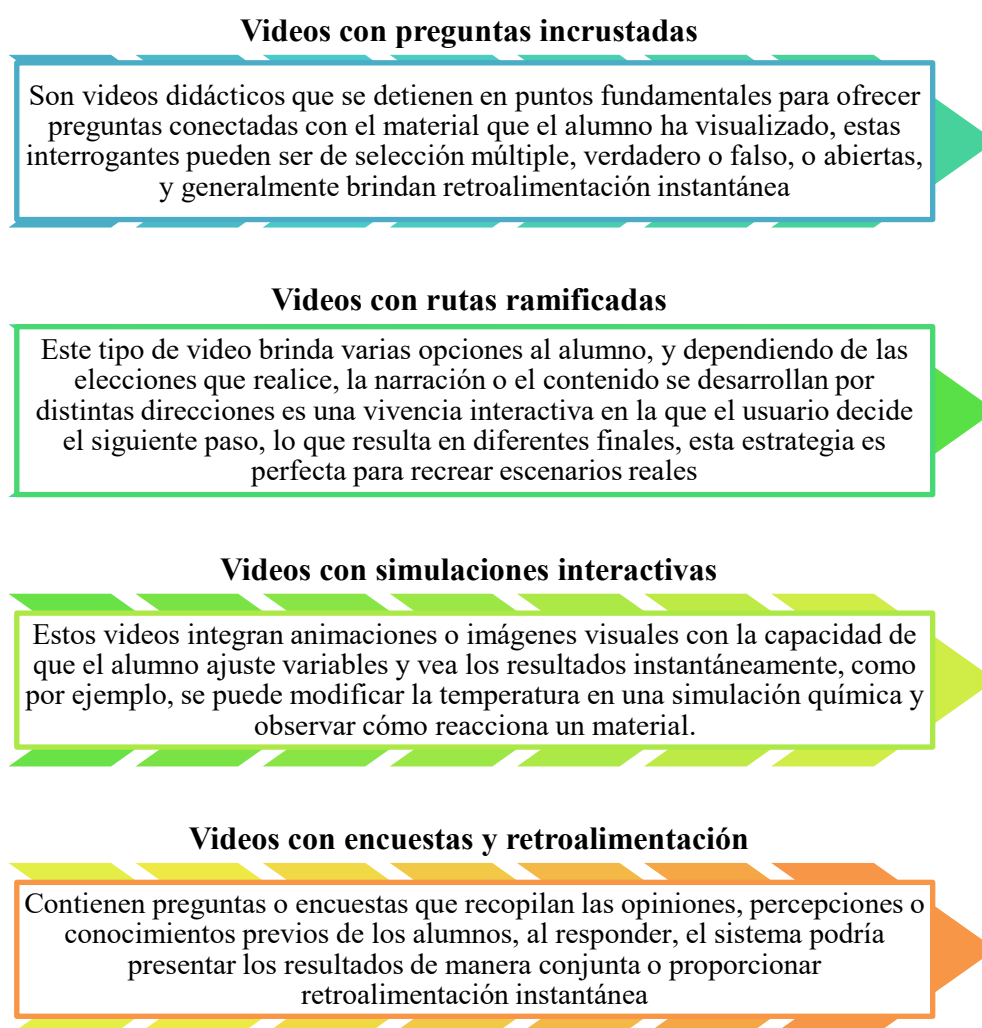 Videos con preguntas incrustadas
Son videos didácticos que se detienen en puntos fundamentales para ofrecer
preguntas conectadas con el material que el alumno ha visualizado, estas
interrogantes pueden ser de selección múltiple, verdadero o falso, o abiertas,
y generalmente brindan retroalimentación instantánea
Videos con rutas ramificadas
Este tipo de video brinda varias opciones al alumno, y dependiendo de las
elecciones que realice, la narración o el contenido se desarrollan por
distintas direcciones es una vivencia interactiva en la que el usuario decide
el siguiente paso, lo que resulta en diferentes finales, esta estrategia es
perfecta para recrear escenarios reales
Videos con simulaciones interactivas
Estos videos integran animaciones o imágenes visuales con la capacidad de
que el alumno ajuste variables y vea los resultados instantáneamente, como
por ejemplo, se puede modificar la temperatura en una simulación química y
observar cómo reacciona un material.
Videos con encuestas y retroalimentación
Contienen preguntas o encuestas que recopilan las opiniones, percepciones o
conocimientos previos de los alumnos, al responder, el sistema podría
presentar los resultados de manera conjunta o proporcionar
retroalimentación instantánea